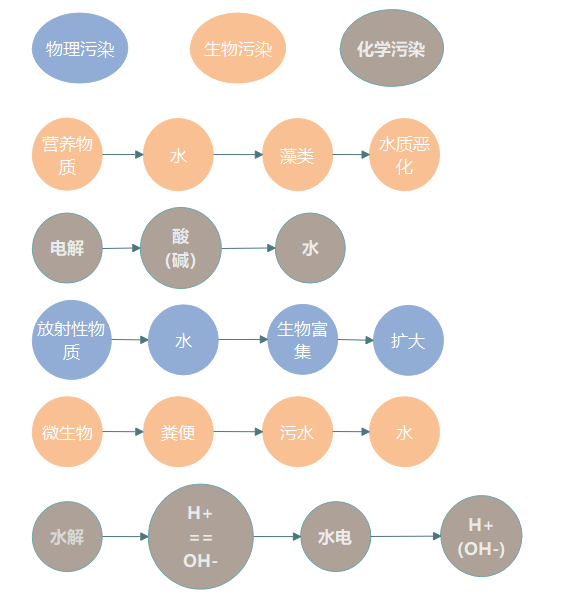 物理污染
生物污染
化学污染
营养物
质
水
藻类
水质恶
化
电解
酸
(碱)
水
放射性物
质
水
生物富
集
扩大
微生物
粪便
污水
水
水解
H+
==
OH-
水电
H+
(OH-)